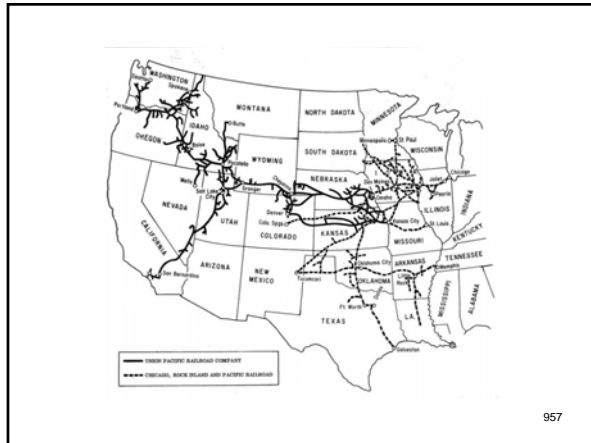 WASHINGTON
Spokane
Portland
MONTANA
NORTH DAKOTA
MINNESOTA
Butte
Minneapolis
St Paul
OREGON
IDAHO
Boise
SOUTH DAKOTA
WISCONSIN
Pocatello
WYOMING
Wells
Granger
Cheyenne
NEBRASKA
Des Moines
Omaha
Joliet
Chicago
Peoria
Salt Lake
City
NEVADA
UTAH
Denver
Colo. Spgs
COLORADO
KANSAS
Kansas City
St Louis
ILLINOIS
INDIANA
MISSOURI
KENTUCKY
CALIFORNIA
San Bernardino
ARIZONA
NEW
MEXICO
Tucumcari
Oklahoma City
OKLAHOMA
ARKANSAS
Little
Rock
Memphis
TENNESSEE
MISSISSIPPI
ALABAMA
Ft Worth
TEXAS
LA.
Galveston
UNION PACIFIC RAILROAD COMPANY
CHICAGO, ROCK ISLAND AND PACIFIC RAILROAD
957